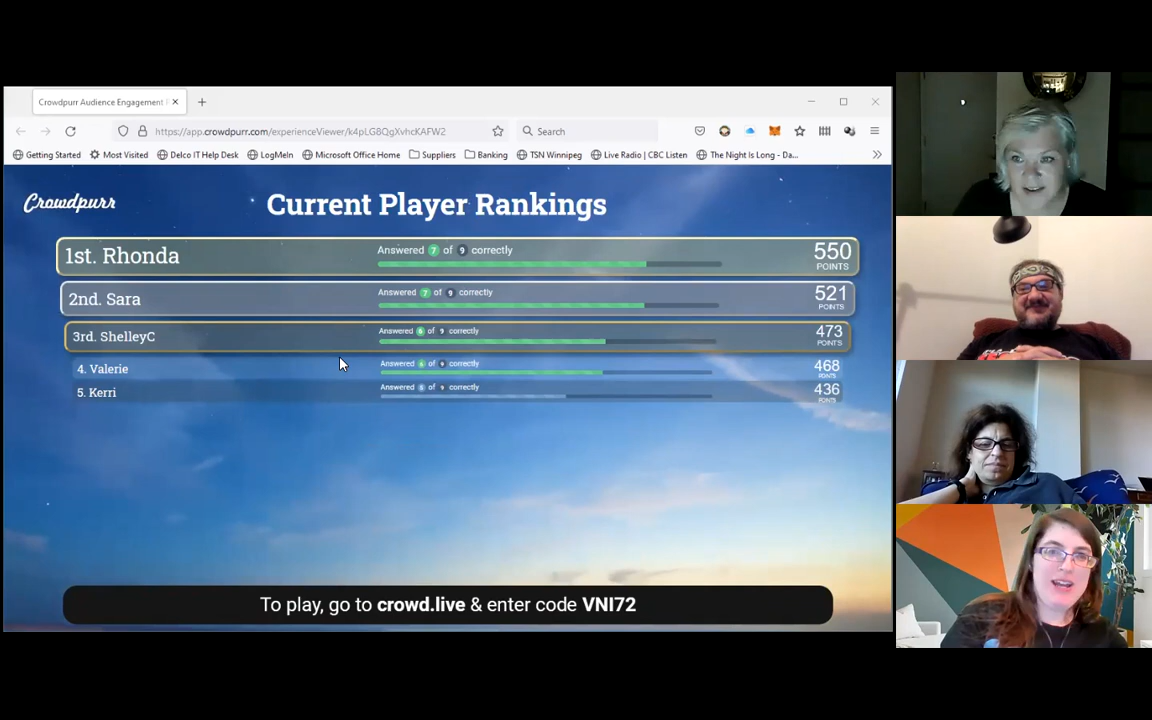 Crowdpurr Audience Engagement
https://app.crowdpurr.com/experienceViewer/k4pLG8QgXvhcKAFW2
Search
Getting Started Most Visited Delco IT Help Desk LogMeIn Microsoft Office Home Suppliers Banking TSN Winnipeg Live Radio | CBC Listen The Night Is Long - Da...
Crowdpurr
Current Player Rankings
1st. Rhonda Answered 7 of 9 correctly 550
POINTS
2nd. Sara Answered 7 of 9 correctly 521
POINTS
3rd. ShelleyC Answered 6 of 9 correctly 473
POINTS
4. Valerie Answered 6 of 9 correctly 468
POINTS
5. Kerri Answered 5 of 9 correctly 436
POINTS
To play, go to crowd.live & enter code VNI72